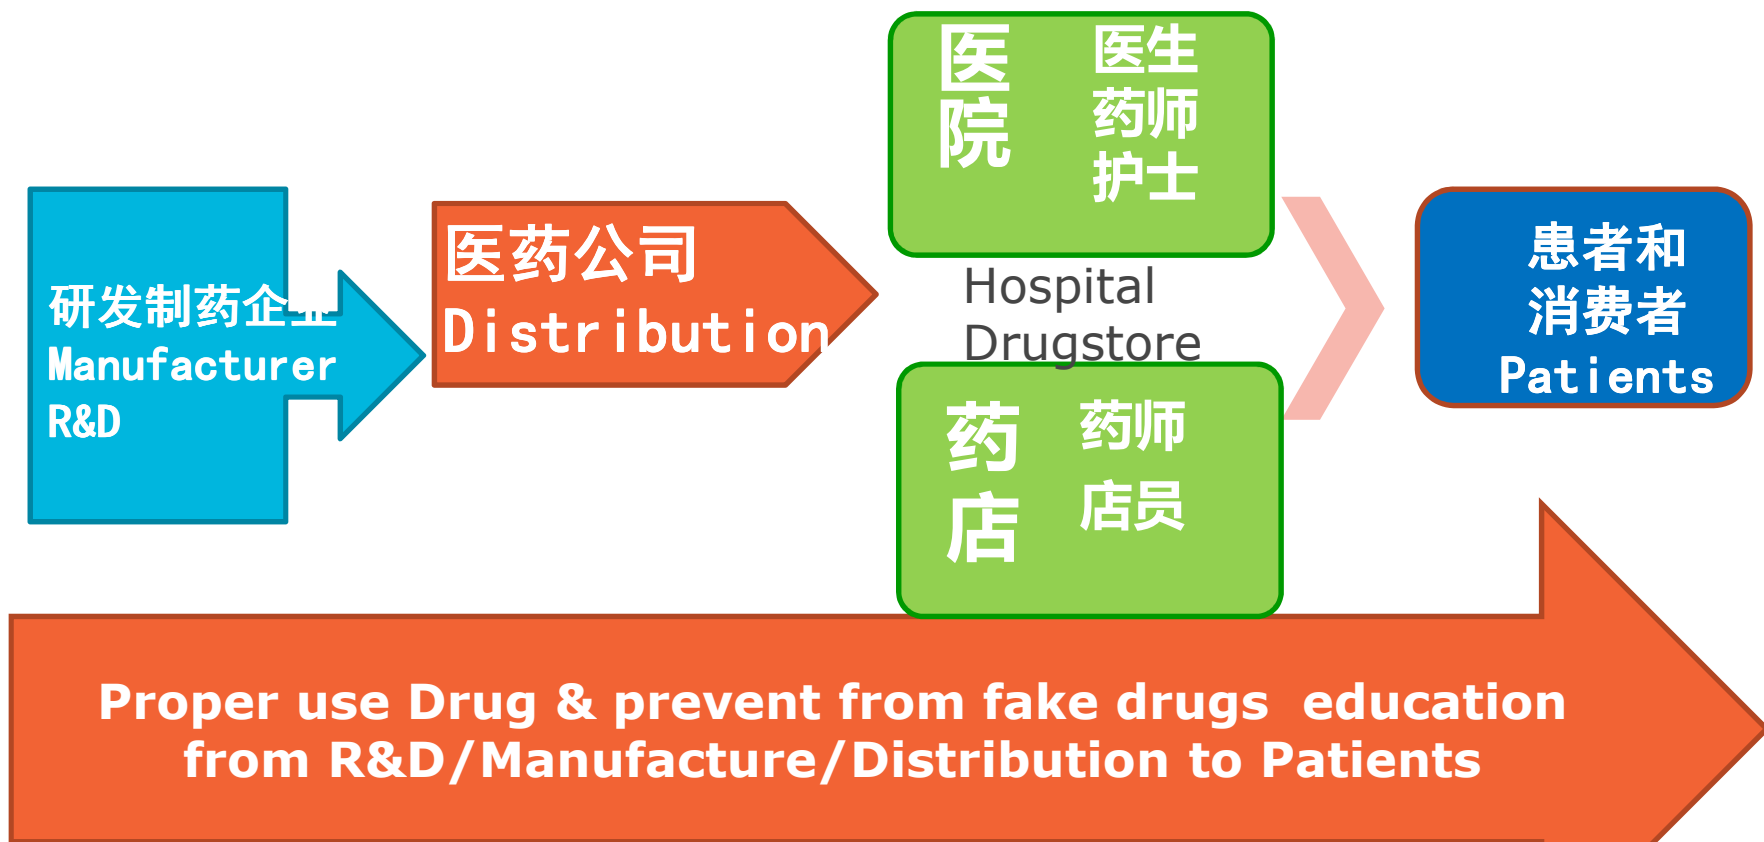 研发制药企业
Manufacturer
R&D
医药公司
Distribution
医院
医生
药师
护士
Hospital
Drugstore
药店
药师
店员
患者和
消费者
Patients
Proper use Drug & prevent from fake drugs  education
from R&D/Manufacture/Distribution to Patients